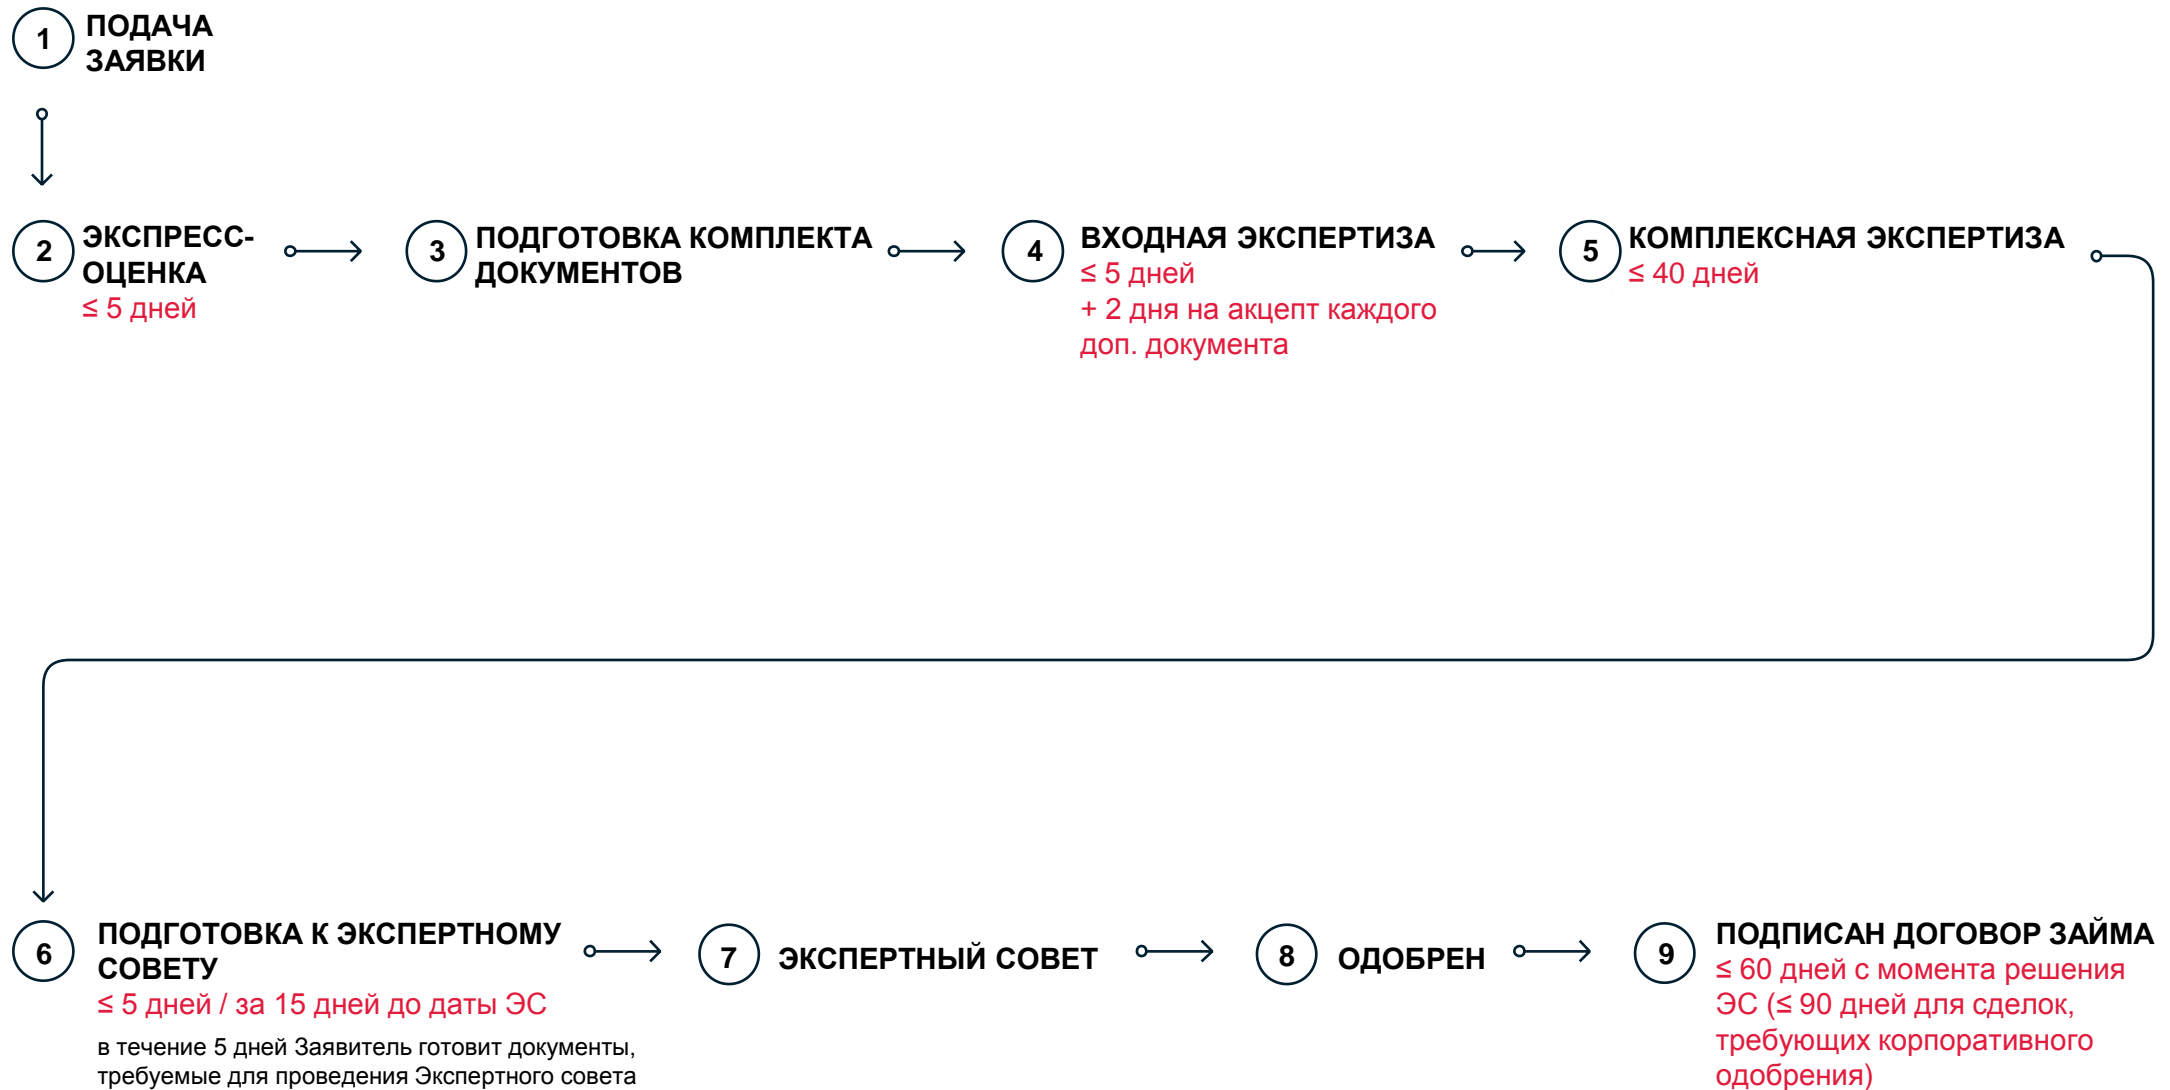 1
ПОДАЧА
ЗАЯВКИ
2
ЭКСПРЕСС-
ОЦЕНКА
≤ 5 дней
3
ПОДГОТОВКА КОМПЛЕКТА
ДОКУМЕНТОВ
4
ВХОДНАЯ ЭКСПЕРТИЗА
≤ 5 дней
+ 2 дня на акцепт каждого
доп. документа
5
КОМПЛЕКСНАЯ ЭКСПЕРТИЗА
≤ 40 дней
6
ПОДГОТОВКА К ЭКСПЕРТНОМУ
СОВЕТУ
≤ 5 дней / за 15 дней до даты ЭС
в течение 5 дней Заявитель готовит документы,
требуемые для проведения Экспертного совета
7
ЭКСПЕРТНЫЙ СОВЕТ
8
ОДОБРЕН
9
ПОДПИСАН ДОГОВОР ЗАЙМА
≤ 60 дней с момента решения
ЭС (≤ 90 дней для сделок,
требующих корпоративного
одобрения)